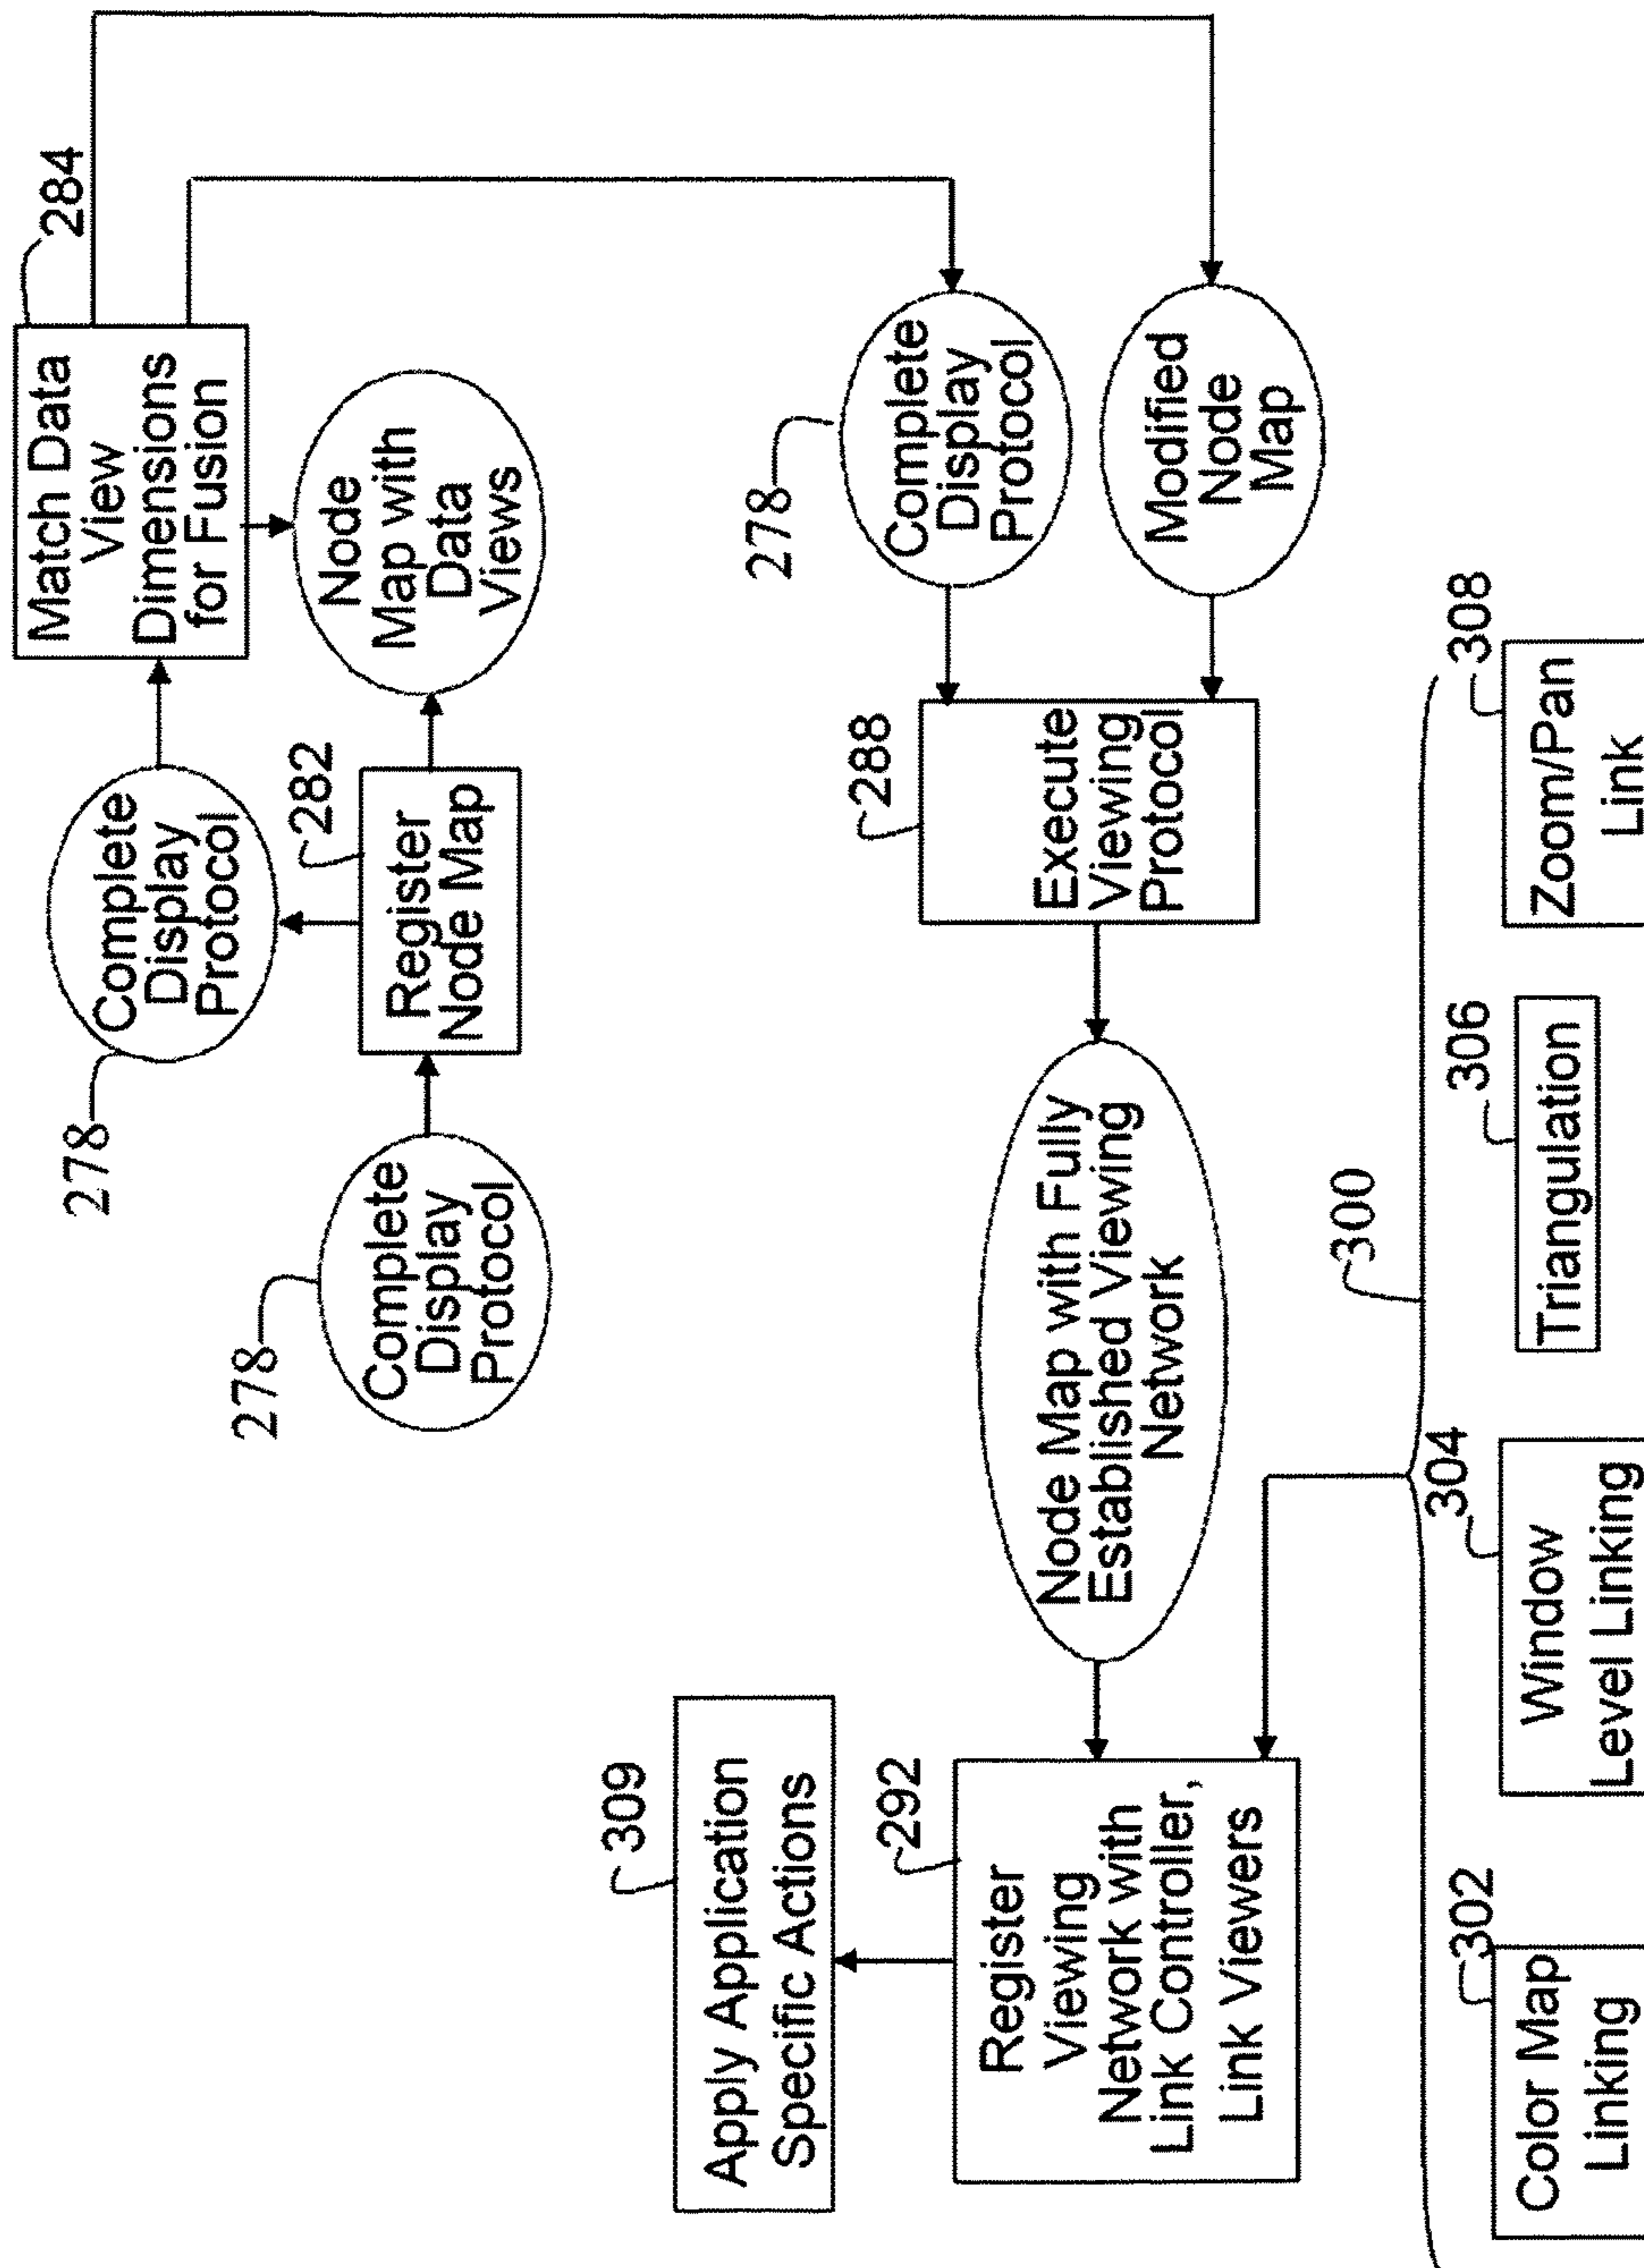 278
Complete
Display
Protocol
282
Register
Node Map
278
Complete
Display
Protocol
284
Match Data
View
Dimensions
for Fusion
Node
Map with
Data
Views
278
Complete
Display
Protocol
Modified
Node
Map
288
Execute
Viewing
Protocol
Node Map with Fully
Established Viewing
Network
309
Apply Application
Specific Actions
292
Register
Viewing
Network with
Link Controller,
Link Viewers
300
302
Color Map
Linking
304
Window
Level Linking
306
Triangulation
308
Zoom/Pan
Link